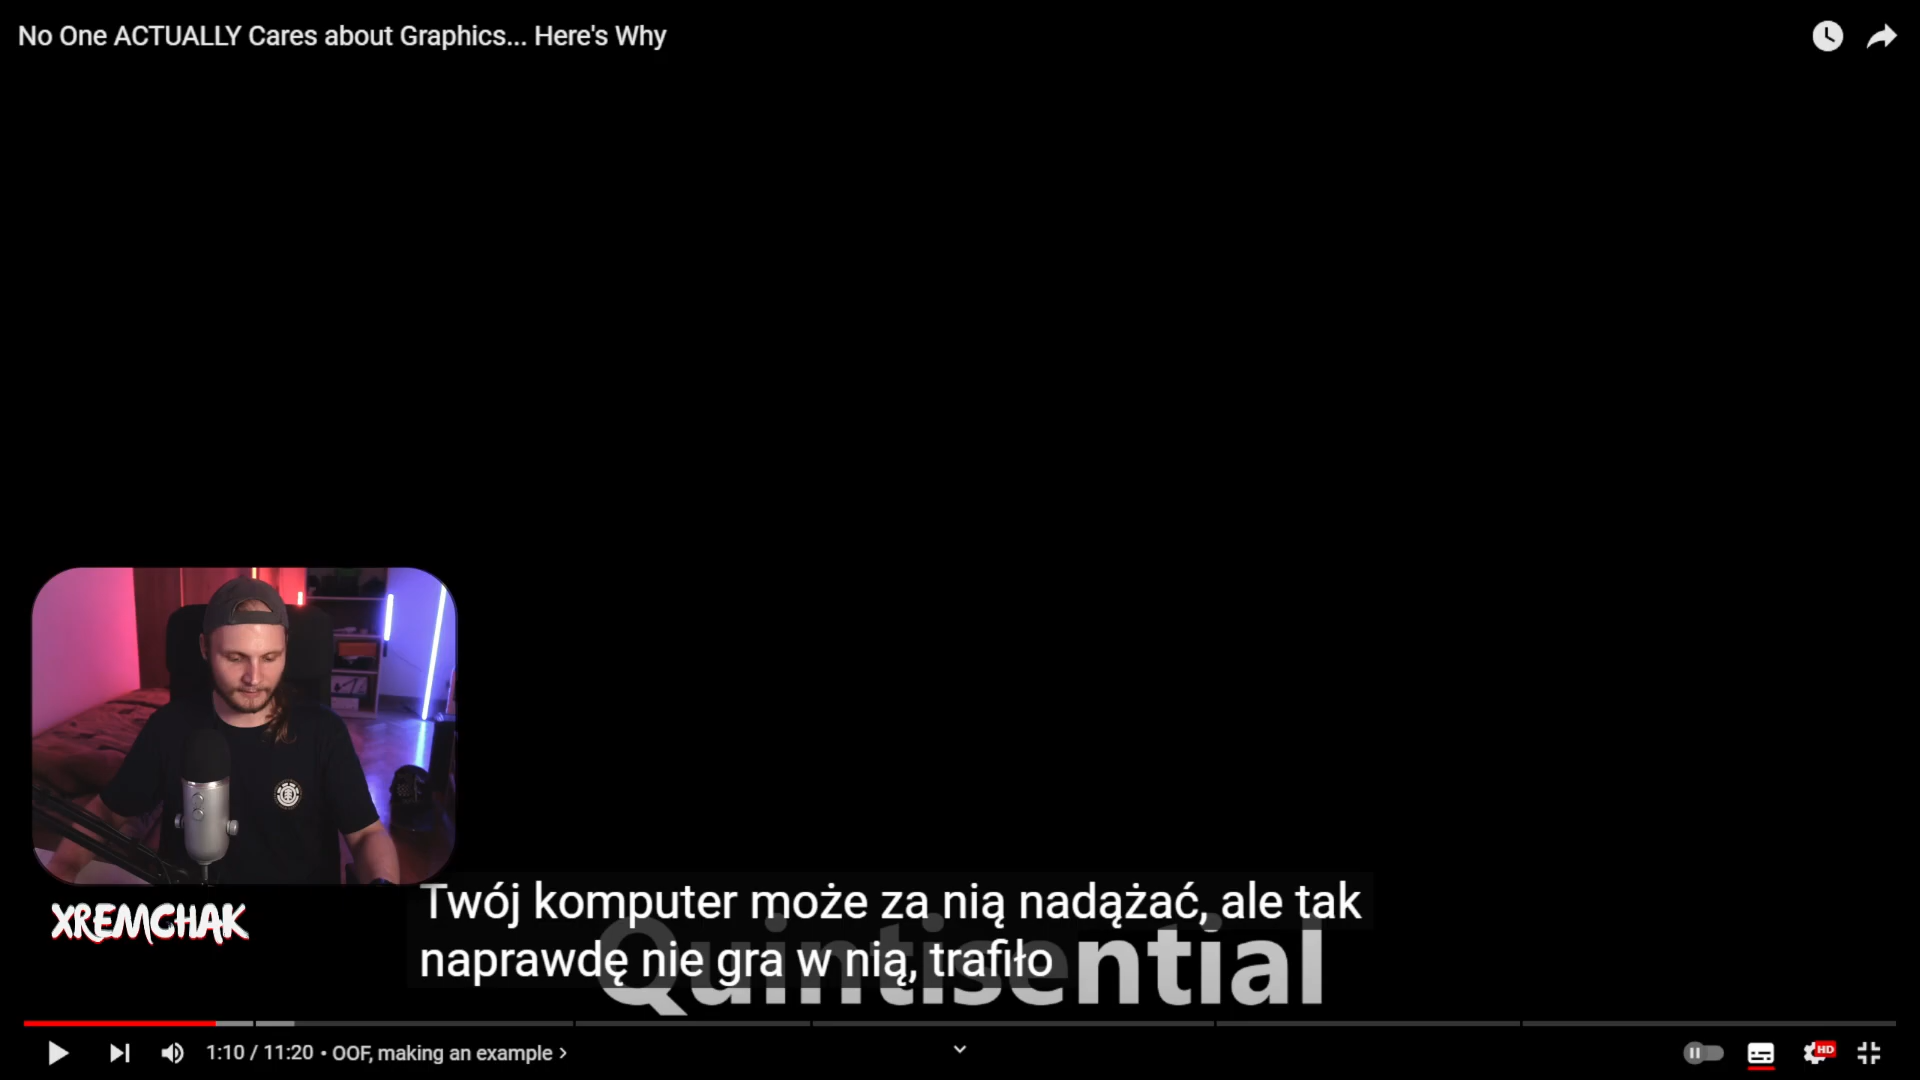 No One ACTUALLY Cares about Graphics... Here's Why
XREMCHAK
Twój komputer może za nią nadążać, ale tak
naprawdę nie gra w nią, trafiło
Quintisential
1:10 / 11:20 • OOF, making an example >
HD